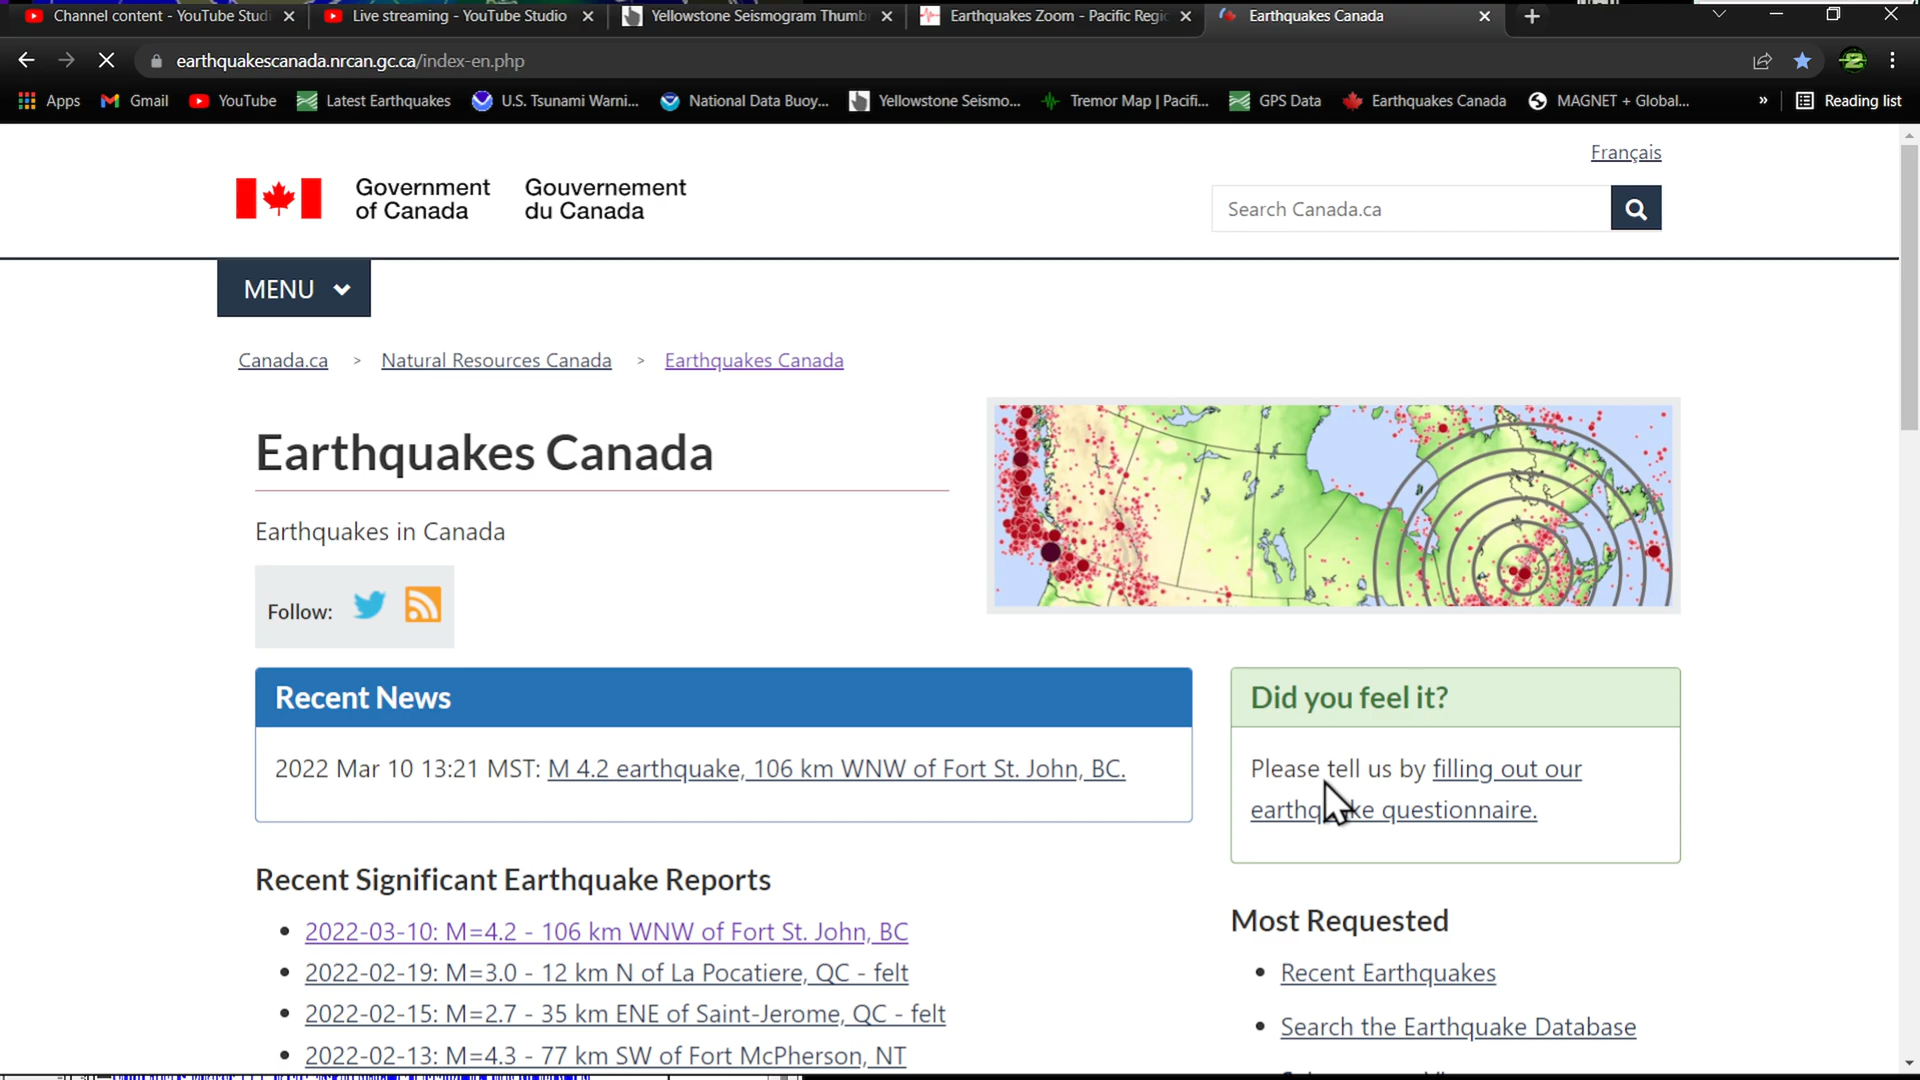 Channel content - YouTube Studi
Live streaming - YouTube Studio
Yellowstone Seismogram Thumb
Earthquakes Zoom - Pacific Regi
Earthquakes Canada
earthquakescanada.nrcan.gc.ca/index-en.php
Apps
Gmail
YouTube
Latest Earthquakes
U.S. Tsunami Warni...
National Data Buoy...
Yellowstone Seismo...
Tremor Map | Pacifi...
GPS Data
Earthquakes Canada
MAGNET + Global...
»
Reading list
Français
Government
of Canada
Gouvernement
du Canada
Search Canada.ca
MENU
Canada.ca > Natural Resources Canada > Earthquakes Canada
Earthquakes Canada
Earthquakes in Canada
Follow:
Recent News
2022 Mar 10 13:21 MST: M 4.2 earthquake, 106 km WNW of Fort St. John, BC.
Did you feel it?
Please tell us by filling out our
earthquake questionnaire.
Recent Significant Earthquake Reports
• 2022-03-10: M=4.2 - 106 km WNW of Fort St. John, BC
• 2022-02-19: M=3.0 - 12 km N of La Pocatiere, QC - felt
• 2022-02-15: M=2.7 - 35 km ENE of Saint-Jerome, QC - felt
• 2022-02-13: M=4.3 - 77 km SW of Fort McPherson, NT
Most Requested
• Recent Earthquakes
• Search the Earthquake Database